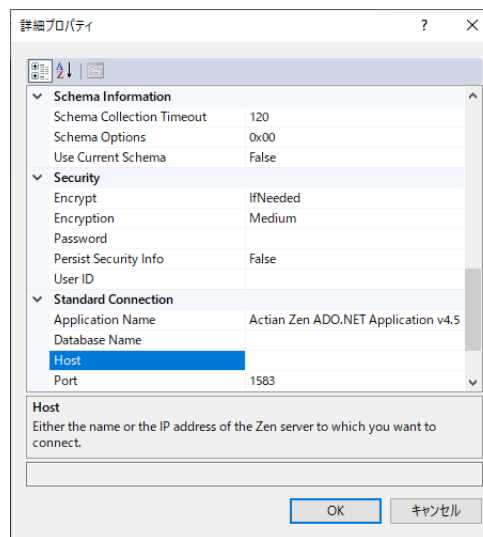 詳細プロパティ ?
Schema Information
Schema Collection Timeout 120
Schema Options 0x00
Use Current Schema False
Security
Encrypt IfNeeded
Encryption Medium
Password
Persist Security Info False
User ID
Standard Connection
Application Name Actian Zen ADO.NET Application v4.5
Database Name
Host
Port 1583
Host
Either the name or the IP address of the Zen server to which you want to
connect.
OK キャンセル